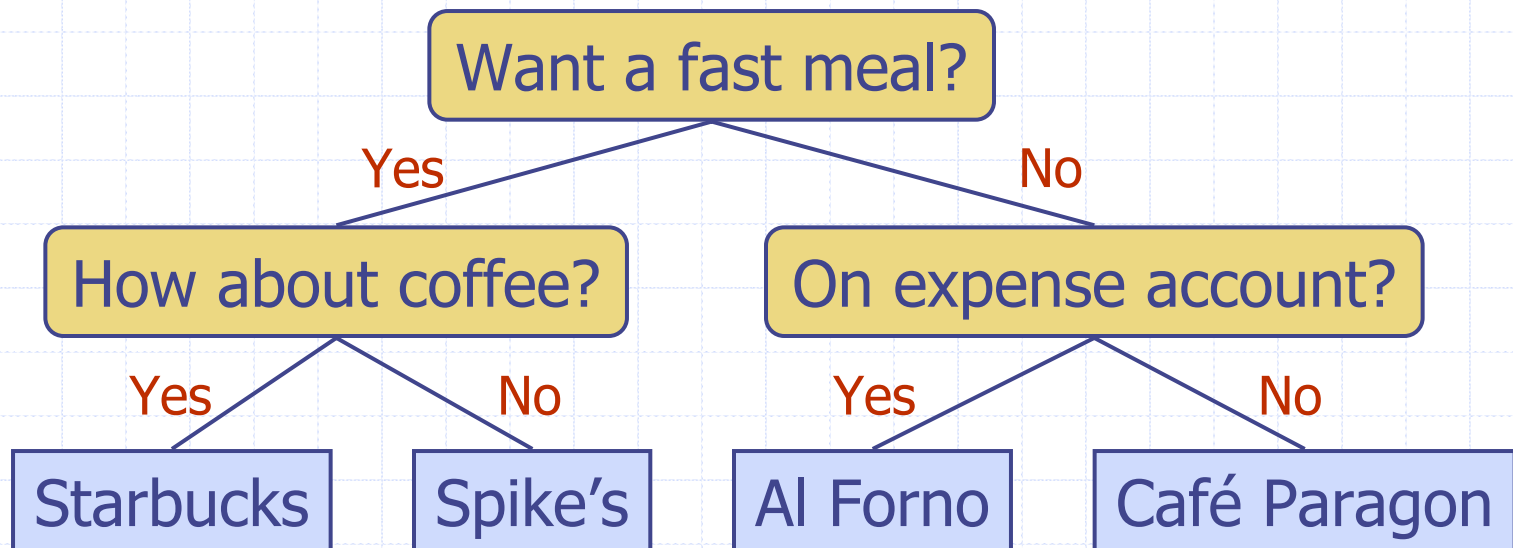 Want a fast meal?
Yes
No
How about coffee?
On expense account?
Yes
No
Yes
No
Starbucks
Spike’s
Al Forno
Café Paragon